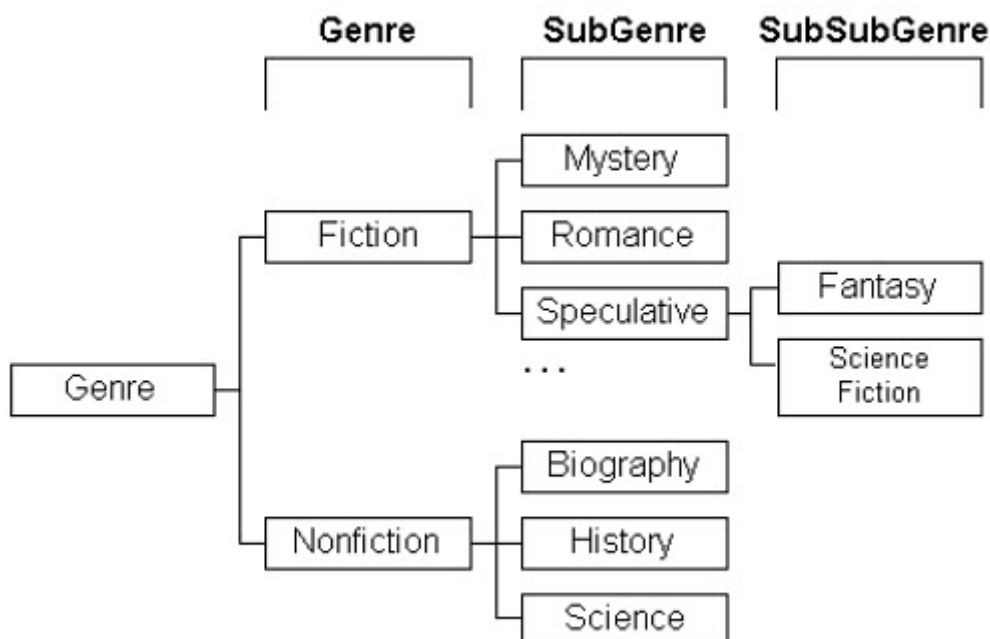 Genre SubGenre SubSubGenre
Mystery
Fiction Romance
Fantasy
Speculative
Science
Fiction
...
Genre
Biography
Nonfiction History
Science